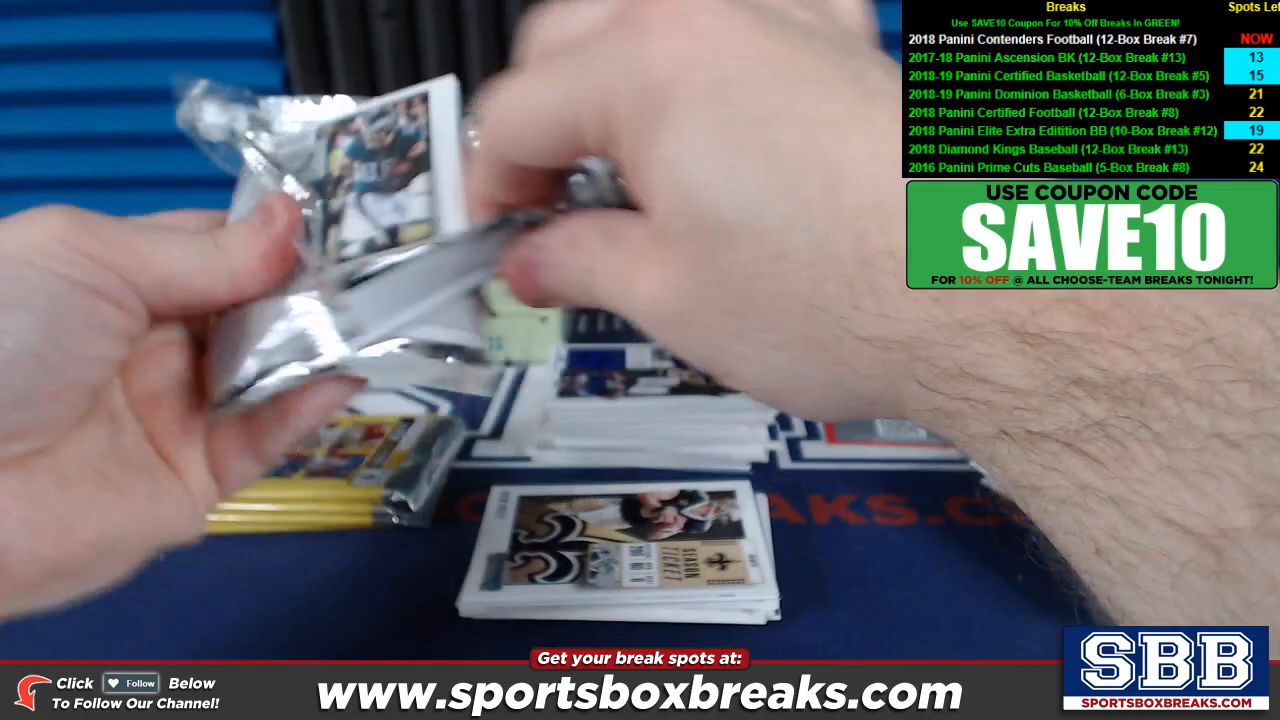 Breaks Spots Lef
Use SAVE10 Coupon For 10% Off Breaks In GREEN!
2018 Panini Contenders Football (12-Box Break #7) NOW
2017-18 Panini Ascension BK (12-Box Break #13) 13
2018-19 Panini Certified Basketball (12-Box Break #5) 15
2018-19 Panini Dominion Basketball (6-Box Break #3) 21
2018 Panini Certified Football (12-Box Break #8) 22
2018 Panini Elite Extra Edition BB (10-Box Break #12) 19
2018 Diamond Kings Baseball (12-Box Break #13) 22
2016 Panini Prime Cuts Baseball (5-Box Break #8) 24
USE COUPON CODE
SAVE10
FOR 10% OFF @ ALL CHOOSE-TEAM BREAKS TONIGHT!
SEASON
TICKET
AKS.C
Get your break spots at:
Click Follow Below
To Follow Our Channel!
www.sportsboxbreaks.com
SBB
SPORTSBOXBREAKS.COM